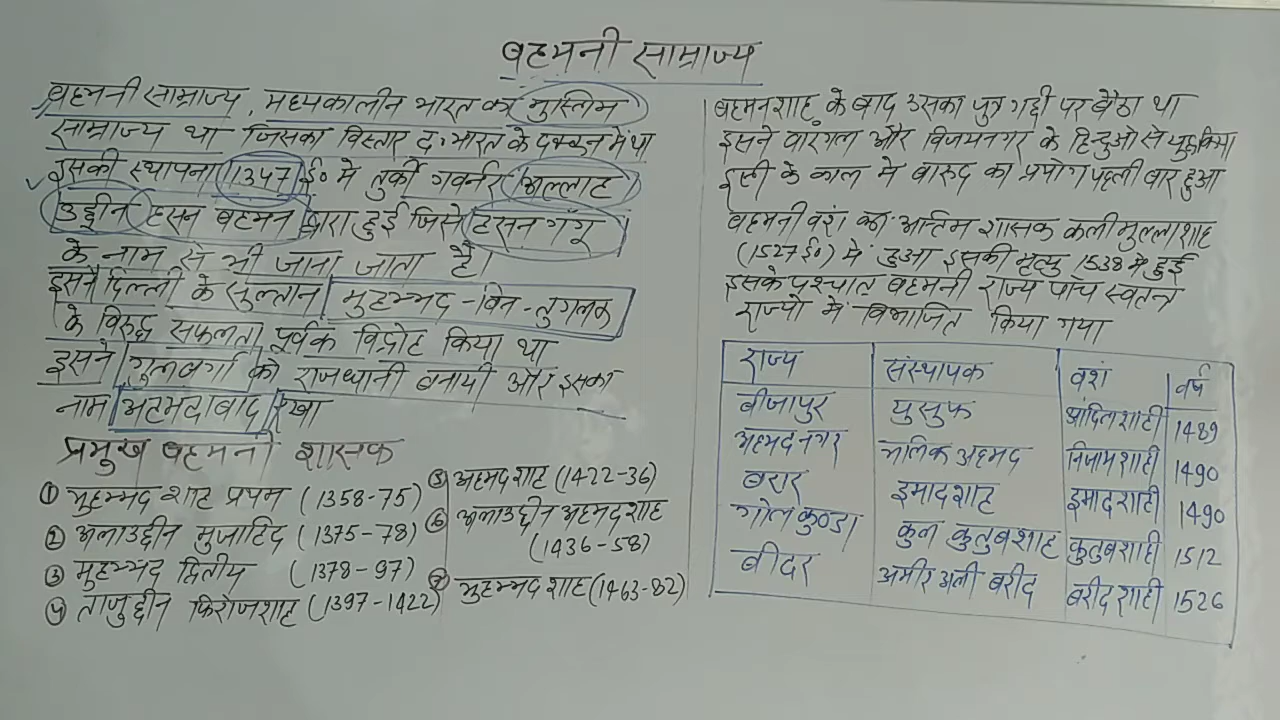 बहमनी साम्राज्य
बहमनी साम्राज्य, मध्यकालीन भारत का मुस्लिम
साम्राज्य था जिसका विस्तार द. भारत के दक्कन में था
इसकी स्थापना 1347 ई० मे तुर्की गवर्नर अल्लाह
उद्दीन हसन बहमन द्वारा हुई जिसे हसन गंगू
के नाम से भी जाना जाता है।
इसने दिल्ली के सुल्तान मुहम्मद-बिन-तुगलक
के विरुद्ध सफलता पूर्वक विद्रोह किया था
इसने गुलबर्गा को राजधानी बनायी और इसका
नाम अहमदाबाद रखा
प्रमुख बहमनी शासक
① मुहम्मद शाह प्रथम (1358-75)
② अलाउद्दीन मुजाहिद (1375-78)
③ मुहम्मद द्वितीय (1378-97)
④ ताजुद्दीन फिरोजशाह (1397-1422)
⑤ अहमदशाह (1422-36)
⑥ अलाउद्दीन अहमदशाह
(1436-58)
⑦ मुहम्मद शाह (1463-82)
बहमनशाह के बाद उसका पुत्र गद्दी पर बैठा था
इसने वारंगल और विजयनगर के हिन्दुओ से युद्ध किया
इसी के काल मे बारूद का प्रयोग पहली बार हुआ
बहमनी वंश का अन्तिम शासक कली मुल्लाशाह
(1527 ई०) में हुआ इसकी मृत्यु 1538 मे हुई
इसके पश्चात बहमनी राज्य पाँच स्वतन्त्र
राज्यो में विभाजित किया गया
राज्य संस्थापक वंश वर्ष
बीजापुर युसुफ आदिलशाही 1489
अहमदनगर मलिक अहमद निजामशाही 1490
बरार इमादशाह इमादशाही 1490
गोलकुण्डा कुल कुतुबशाह कुतुबशाही 1512
बीदर अमीर अली बरीद बरीदशाही 1526